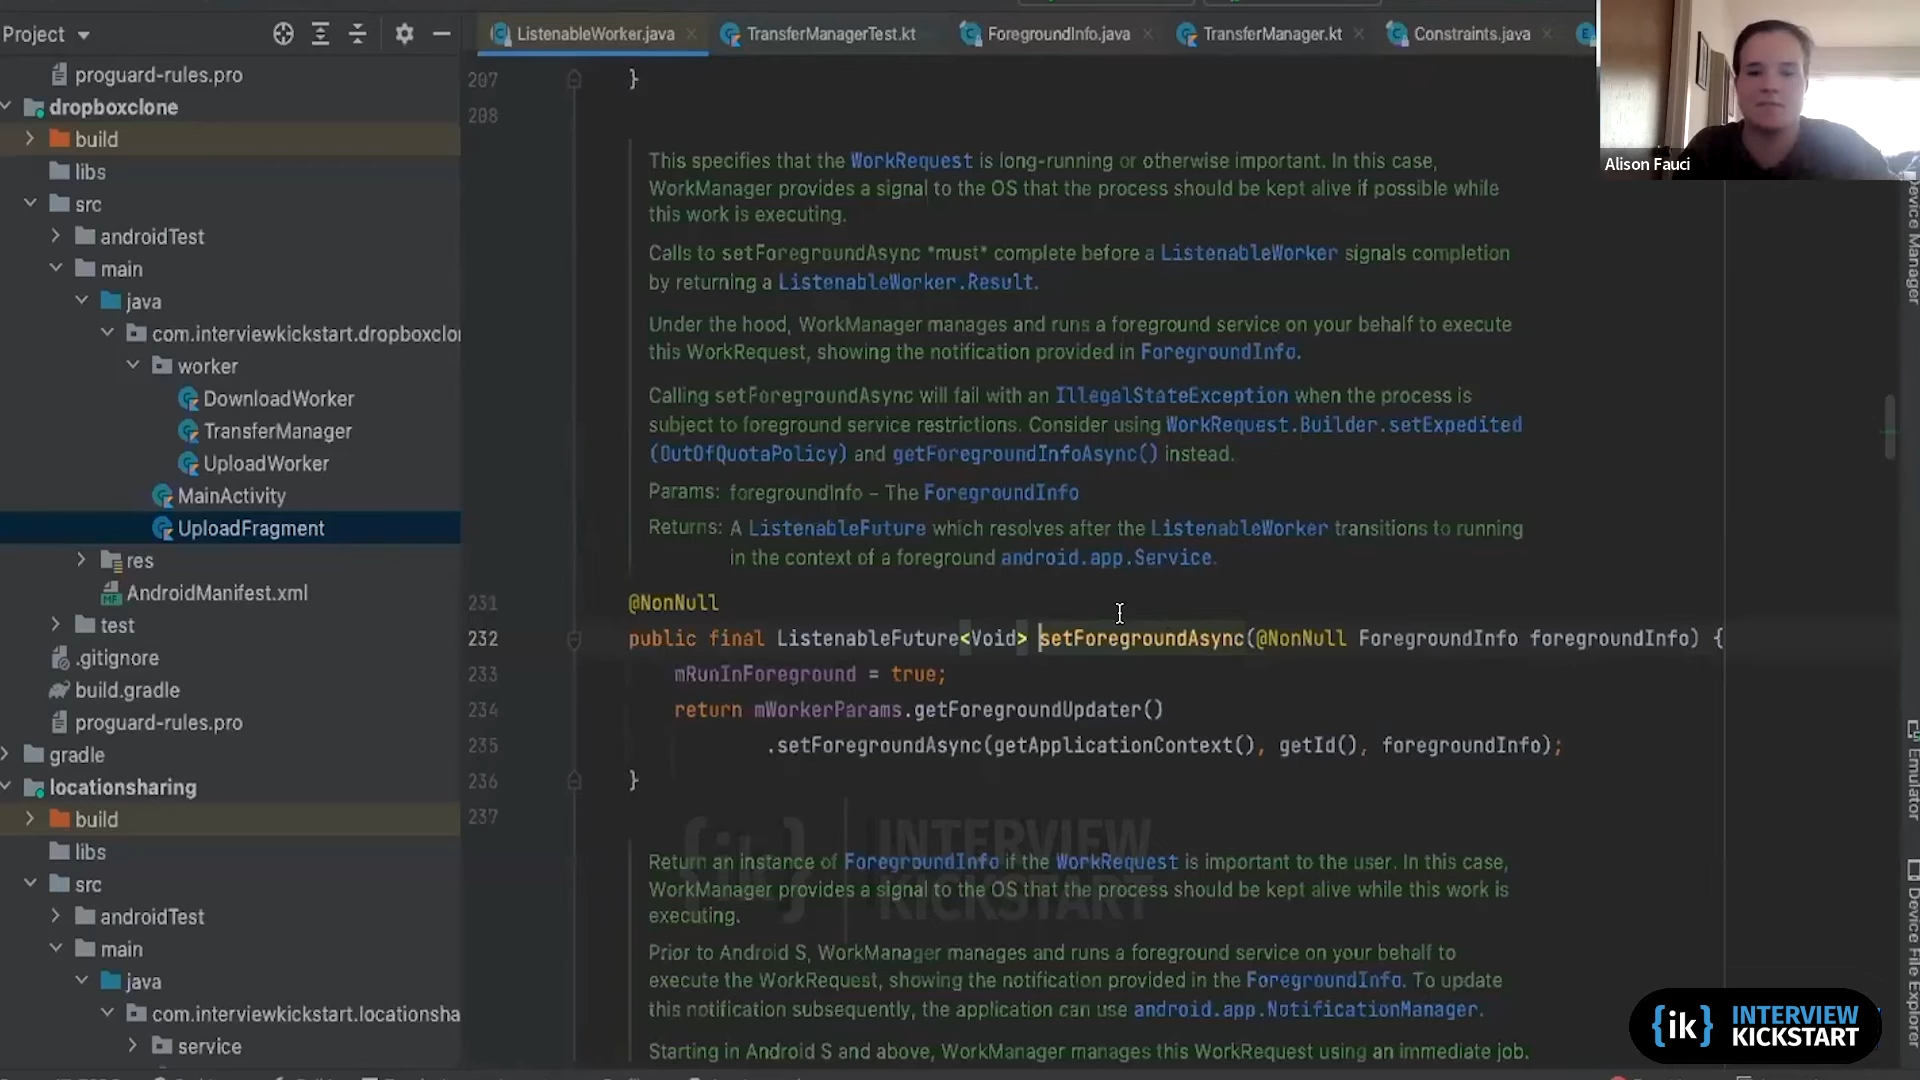 Project
ListenableWorker.java
TransferManagerTest.kt
ForegroundInfo.java
TransferManager.kt
Constraints.java
proguard-rules.pro
dropboxclone
build
libs
src
androidTest
main
java
com.interviewkickstart.dropboxclo
worker
DownloadWorker
TransferManager
UploadWorker
MainActivity
UploadFragment
res
AndroidManifest.xml
test
.gitignore
build.gradle
proguard-rules.pro
gradle
locationsharing
build
libs
src
androidTest
main
java
com.interviewkickstart.locationsha
service
207 }
208
This specifies that the WorkRequest is long-running or otherwise important. In this case,
WorkManager provides a signal to the OS that the process should be kept alive if possible while
this work is executing.
Calls to setForegroundAsync *must* complete before a ListenableWorker signals completion
by returning a ListenableWorker.Result.
Under the hood, WorkManager manages and runs a foreground service on your behalf to execute
this WorkRequest, showing the notification provided in ForegroundInfo.
Calling setForegroundAsync will fail with an IllegalStateException when the process is
subject to foreground service restrictions. Consider using WorkRequest.Builder.setExpedited
(OutOfQuotaPolicy) and getForegroundInfoAsync() instead.
Params: foregroundInfo – The ForegroundInfo
Returns: A ListenableFuture which resolves after the ListenableWorker transitions to running
in the context of a foreground android.app.Service.
231 @NonNull
232 public final ListenableFuture<Void> setForegroundAsync(@NonNull ForegroundInfo foregroundInfo) {
233 mRunInForeground = true;
234 return mWorkerParams.getForegroundUpdater()
235 .setForegroundAsync(getApplicationContext(), getId(), foregroundInfo);
236 }
237
Return an instance of ForegroundInfo if the WorkRequest is important to the user. In this case,
WorkManager provides a signal to the OS that the process should be kept alive while this work is
executing.
Prior to Android S, WorkManager manages and runs a foreground service on your behalf to
execute the WorkRequest, showing the notification provided in the ForegroundInfo. To update
this notification subsequently, the application can use android.app.NotificationManager.
Starting in Android S and above, WorkManager manages this WorkRequest using an immediate job.
{ik} INTERVIEW
KICKSTART
Alison Fauci
Device Manager
Emulator
Device File Explorer
{ik} INTERVIEW
KICKSTART